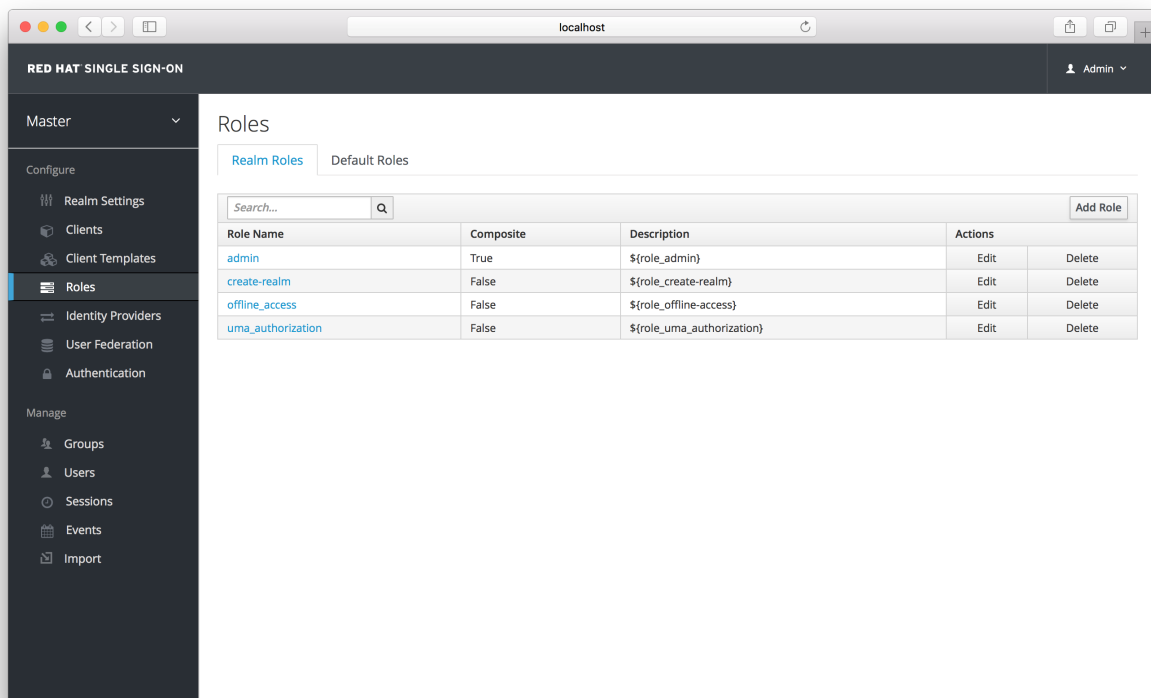 localhost
RED HAT SINGLE SIGN-ON
Admin
Master
Configure
Realm Settings
Clients
Client Templates
Roles
Identity Providers
User Federation
Authentication
Manage
Groups
Users
Sessions
Events
Import
Roles
Realm Roles Default Roles
Search... Add Role
Role Name Composite Description Actions
admin True ${role_admin} Edit Delete
create-realm False ${role_create-realm} Edit Delete
offline_access False ${role_offline-access} Edit Delete
uma_authorization False ${role_uma_authorization} Edit Delete